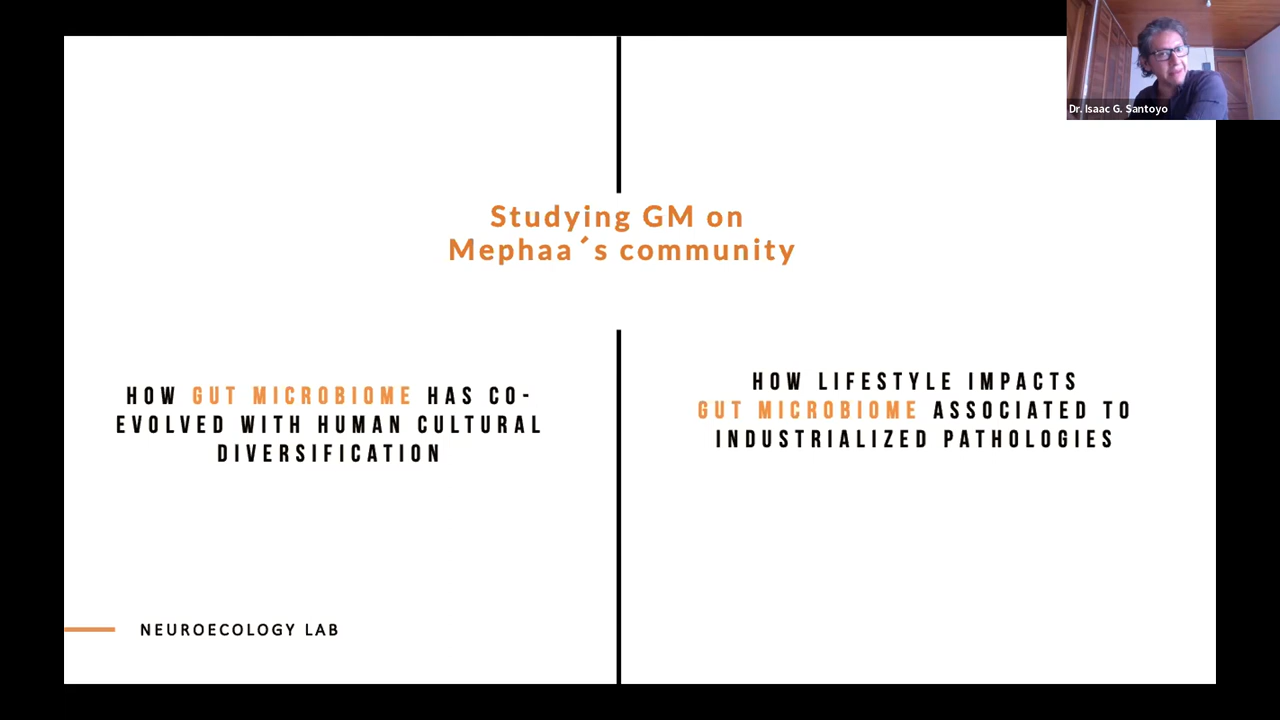 Dr. Isaac G. Santoyo
Studying GM on
Mephaa´s community
HOW GUT MICROBIOME HAS CO-
EVOLVED WITH HUMAN CULTURAL
DIVERSIFICATION
HOW LIFESTYLE IMPACTS
GUT MICROBIOME ASSOCIATED TO
INDUSTRIALIZED PATHOLOGIES
NEUROECOLOGY LAB